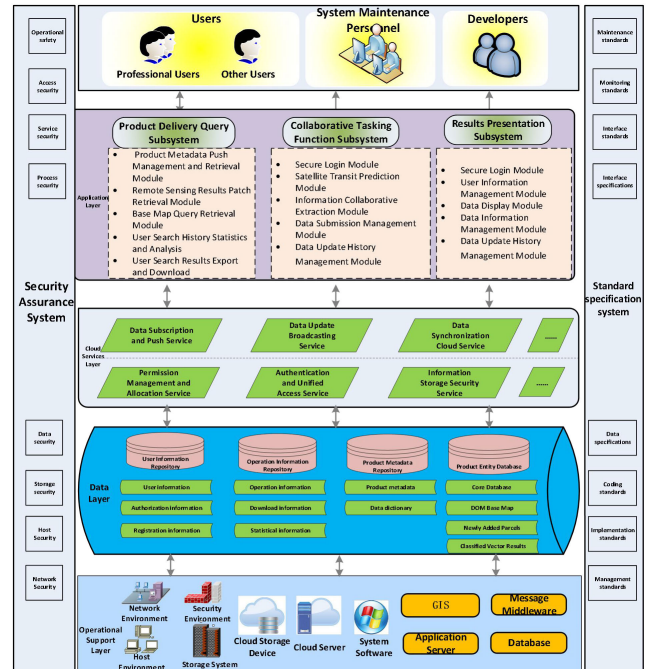 Operational
safety
Access
security
Service
security
Process
security
Security
Assurance
System
Data
security
Storage
security
Host
Security
Network
Security
Users
Professional Users
Other Users
System Maintenance
Personnel
Developers
Application
Layer
Product Delivery Query
Subsystem
• Product Metadata Push
Management and Retrieval
Module
• Remote Sensing Results Patch
Retrieval Module
• Base Map Query Retrieval
Module
• User Search History Statistics
and Analysis
• User Search Results Export
and Download
Collaborative Tasking
Function Subsystem
• Secure Login Module
• Satellite Transit Prediction
Module
• Information Collaborative
Extraction Module
• Data Submission Management
Module
• Data Update History
Management Module
Results Presentation
Subsystem
• Secure Login Module
• User Information
Management Module
• Data Display Module
• Data Information
Management Module
• Data Update History
Management Module
Cloud
Services
Layer
Data Subscription
and Push Service
Data Update
Broadcasting
Service
Data
Synchronization
Cloud Service
......
Permission
Management and
Allocation Service
Authentication
and Unified
Access Service
Information
Storage Security
Service
......
Data
Layer
User Information
Repository
User Information
Authorization Information
Registration information
Operation Information
Repository
Operation information
Download information
Statistical information
Product Metadata
Repository
Product metadata
Data dictionary
Product Entity Database
Core Database
DOM Base Map
Newly Added Parcels
Classified Vector Results
Operational
Support
Layer
Network
Environment
Security
Environment
Host
Environment
Storage System
Cloud Storage
Device
Cloud Server
System
Software
GIS
Message
Middleware
Application
Server
Database
Maintenance
standards
Monitoring
standards
Interface
standards
Interface
specifications
Standard
specification
system
Data
specifications
Coding
standards
Implementation
standards
Management
standards